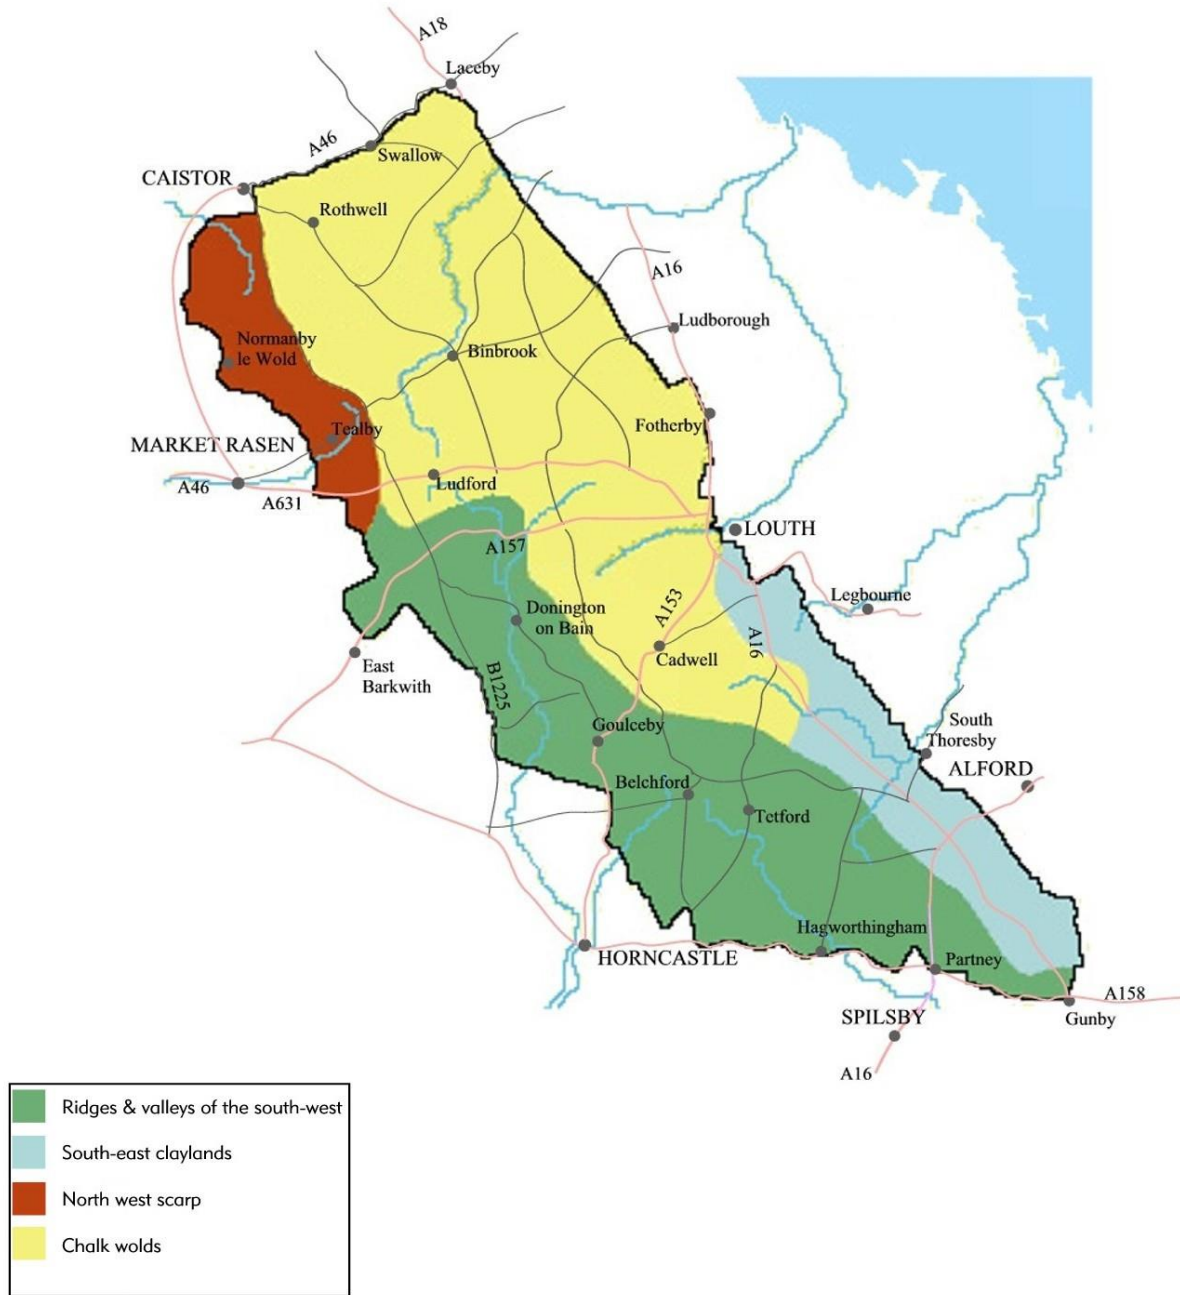 A18
Laceby
A46
Swallow
CAISTOR
Rothwell
A16
Ludborough
Normanby
le Wold
Binbrook
Fotherby
Tealby
MARKET RASEN
A46
A631
Ludford
LOUTH
A157
Legbourne
Donington
on Bain
A153
A16
Cadwell
East
Barkwith
B1225
Goulceby
South
Thoresby
ALFORD
Belchford
Tetford
Hagworthingham
HORNCASTLE
Partney
A158
SPILSBY
Gunby
A16
Ridges & valleys of the south-west
South-east claylands
North west scarp
Chalk wolds